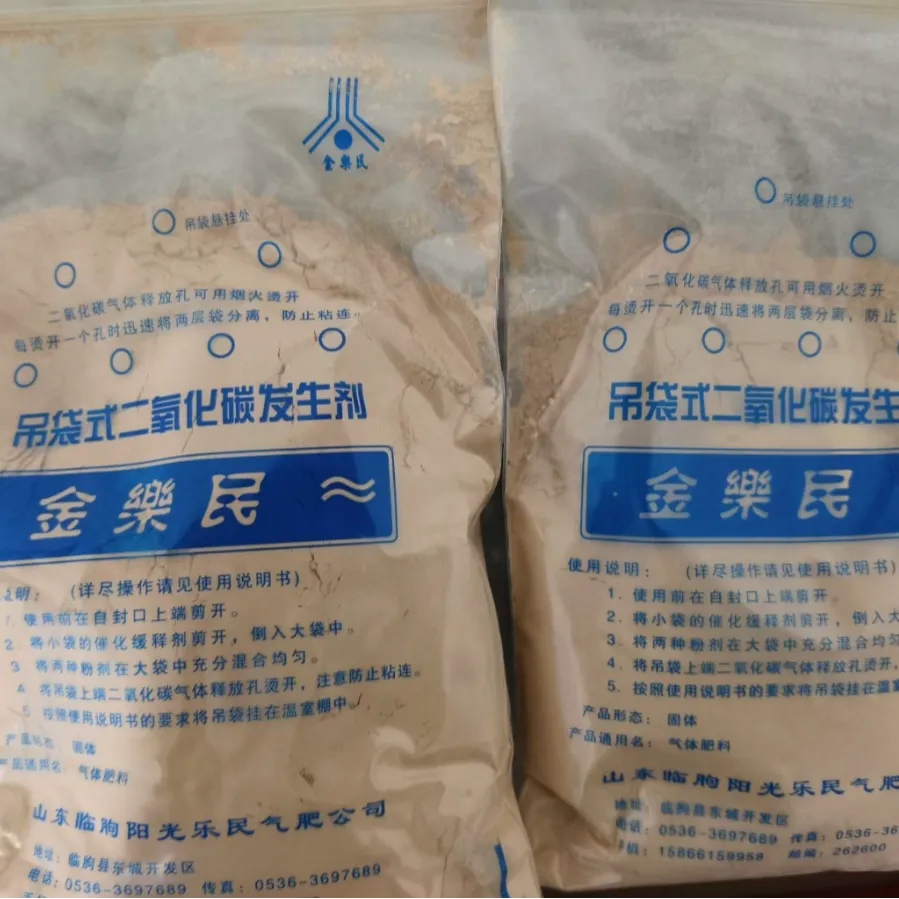 金樂民
吊袋悬挂处
二氧化碳气体释放孔可用烟火烫开
每烫开一个孔时迅速将两层袋分离，防止粘连。
吊袋式二氧化碳发生剂
金樂民≈
明：（详尽操作请见使用说明书）
1. 使用前在自封口上端剪开。
2. 将小袋的催化缓释剂剪开，倒入大袋中。
3 将两种粉剂在大袋中充分混合均匀。
4. 将吊袋上端二氧化碳气体释放孔烫开，注意防止粘连。
5. 按照使用说明书的要求将吊袋挂在温室棚中
产品形态：固体
产品通用名：气体肥料
山东临朐阳光乐民气肥公司
地址：临朐县东城开发区
电话：0536-3697689 传真：0536-3697689
吊袋悬挂处
二氧化碳气体释放孔可用烟火烫开
每烫开一个孔时迅速将两层袋分离，防止
吊袋式二氧化碳发生
金樂民
使用说明：（详尽操作请见使用说明书）
1. 使用前在自封口上端剪开。
2. 将小袋的催化缓释剂剪开，倒入大
3. 将两种粉剂在大袋中充分混合均匀
4. 将吊袋上端二氧化碳气体释放孔烫开，
5. 按照使用说明书的要求将吊袋挂在温室
产品形态：固体
产品通用名：气体肥料
山东临朐阳光乐民气肥
地址：临朐县东城开发区
电话：0536-3697689 传真：0536-36
机：15866159959 邮编：262600